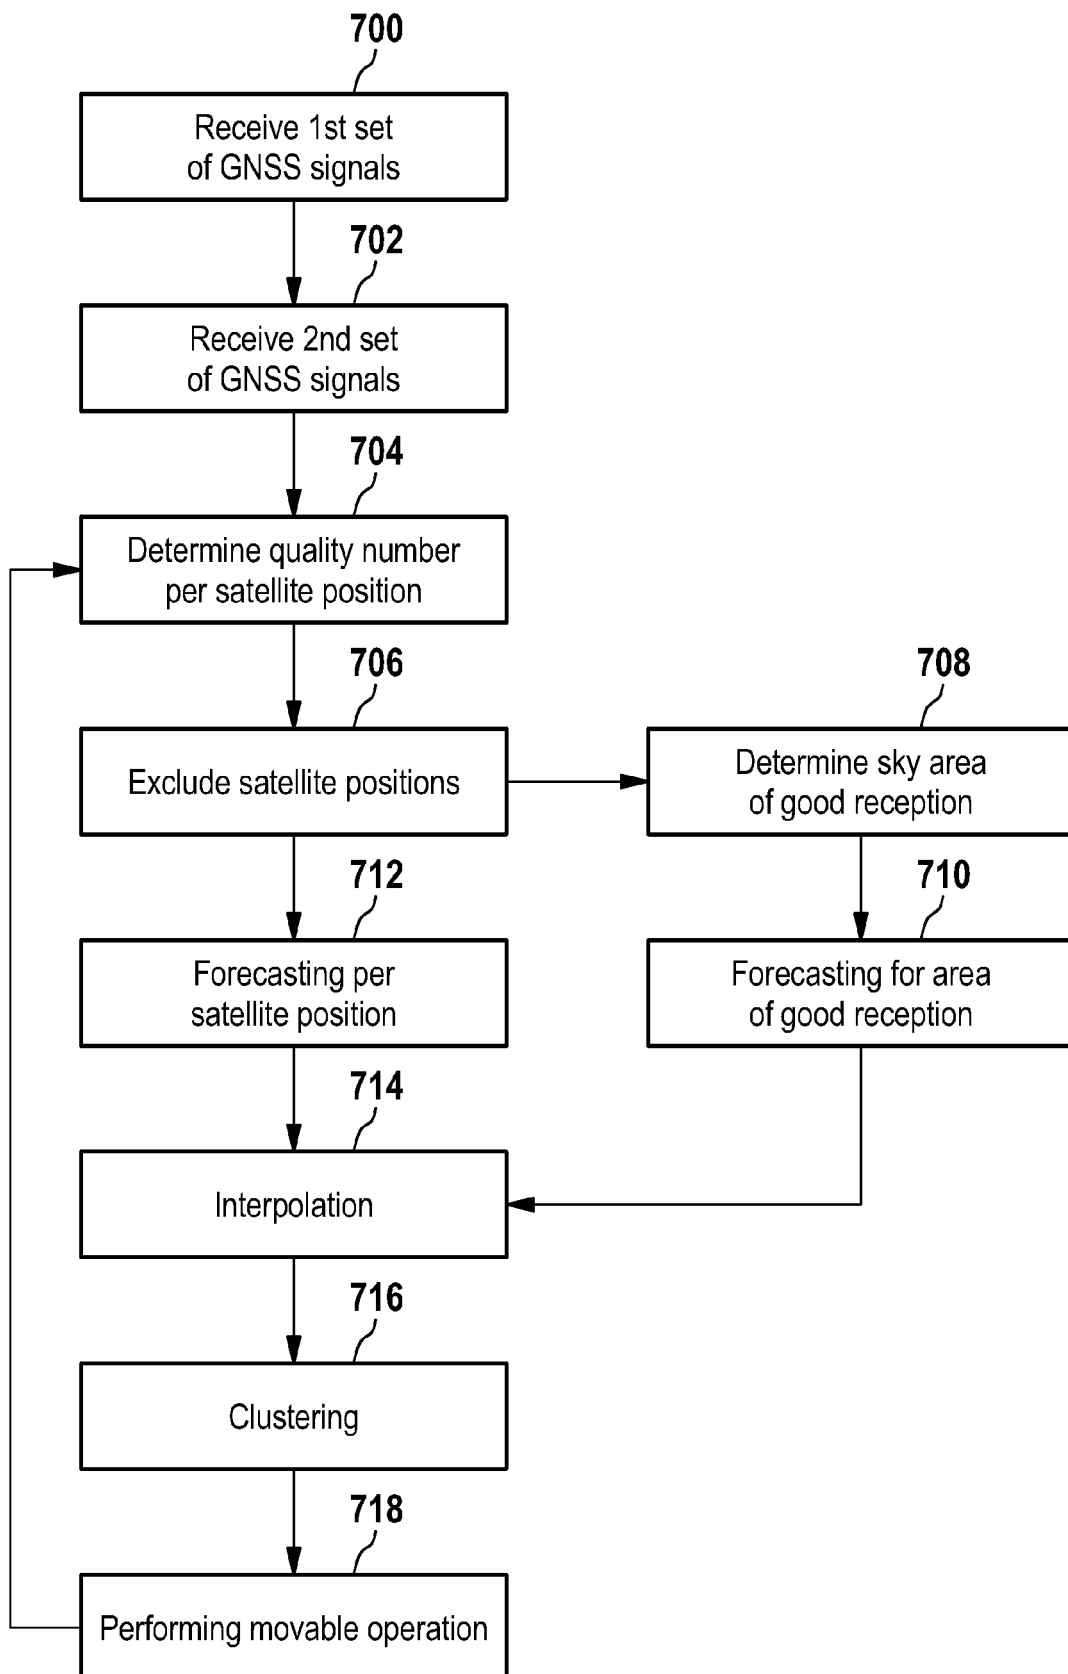 700
Receive 1st set
of GNSS signals
702
Receive 2nd set
of GNSS signals
704
Determine quality number
per satellite position
706
Exclude satellite positions
708
Determine sky area
of good reception
712
Forecasting per
satellite position
710
Forecasting for area
of good reception
714
Interpolation
716
Clustering
718
Performing movable operation